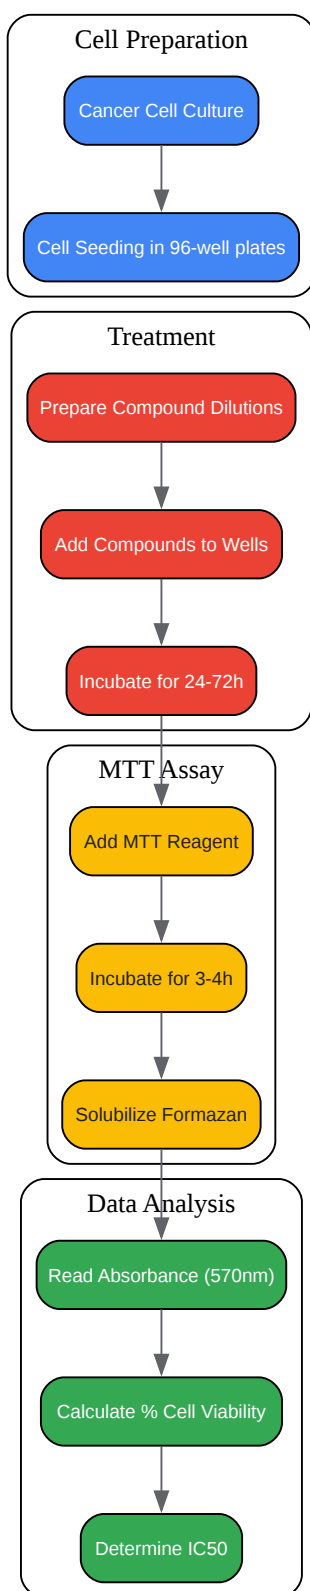 Cell Preparation
Cancer Cell Culture
Cell Seeding in 96-well plates
Treatment
Prepare Compound Dilutions
Add Compounds to Wells
Incubate for 24-72h
MTT Assay
Add MTT Reagent
Incubate for 3-4h
Solubilize Formazan
Data Analysis
Read Absorbance (570nm)
Calculate % Cell Viability
Determine IC50